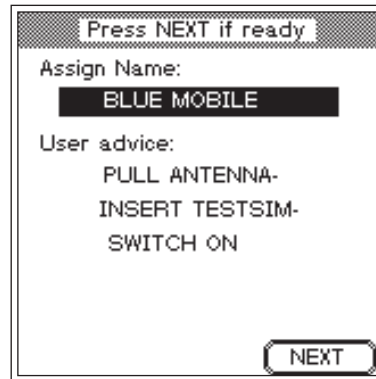 Press NEXT if ready
Assign Name:
BLUE MOBILE
User advice:
PULL ANTENNA-
INSERT TESTSIM-
SWITCH ON
NEXT